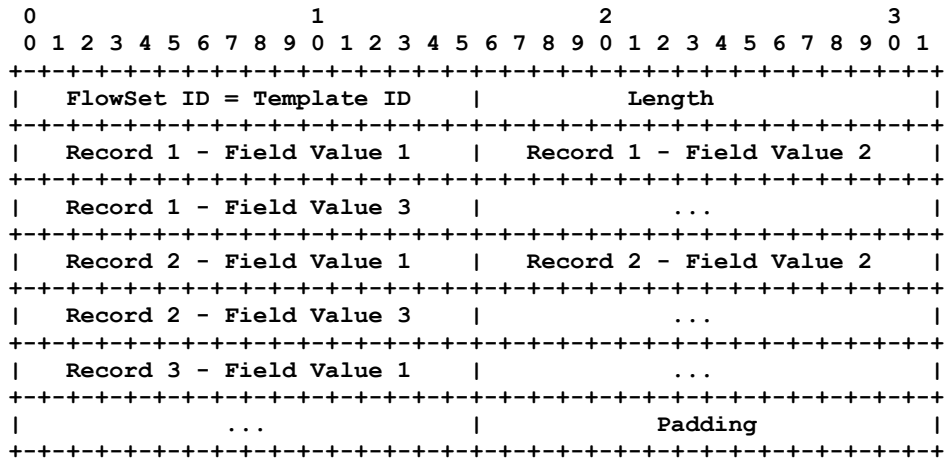 0                   1                   2                   3
0 1 2 3 4 5 6 7 8 9 0 1 2 3 4 5 6 7 8 9 0 1 2 3 4 5 6 7 8 9 0 1
+-+-+-+-+-+-+-+-+-+-+-+-+-+-+-+-+-+-+-+-+-+-+-+-+-+-+-+-+-+-+-+-+
|   FlowSet ID = Template ID    |          Length               |
+-+-+-+-+-+-+-+-+-+-+-+-+-+-+-+-+-+-+-+-+-+-+-+-+-+-+-+-+-+-+-+-+
|   Record 1 - Field Value 1    |   Record 1 - Field Value 2    |
+-+-+-+-+-+-+-+-+-+-+-+-+-+-+-+-+-+-+-+-+-+-+-+-+-+-+-+-+-+-+-+-+
|   Record 1 - Field Value 3    |             ...               |
+-+-+-+-+-+-+-+-+-+-+-+-+-+-+-+-+-+-+-+-+-+-+-+-+-+-+-+-+-+-+-+-+
|   Record 2 - Field Value 1    |   Record 2 - Field Value 2    |
+-+-+-+-+-+-+-+-+-+-+-+-+-+-+-+-+-+-+-+-+-+-+-+-+-+-+-+-+-+-+-+-+
|   Record 2 - Field Value 3    |             ...               |
+-+-+-+-+-+-+-+-+-+-+-+-+-+-+-+-+-+-+-+-+-+-+-+-+-+-+-+-+-+-+-+-+
|   Record 3 - Field Value 1    |             ...               |
+-+-+-+-+-+-+-+-+-+-+-+-+-+-+-+-+-+-+-+-+-+-+-+-+-+-+-+-+-+-+-+-+
|              ...              |            Padding            |
+-+-+-+-+-+-+-+-+-+-+-+-+-+-+-+-+-+-+-+-+-+-+-+-+-+-+-+-+-+-+-+-+